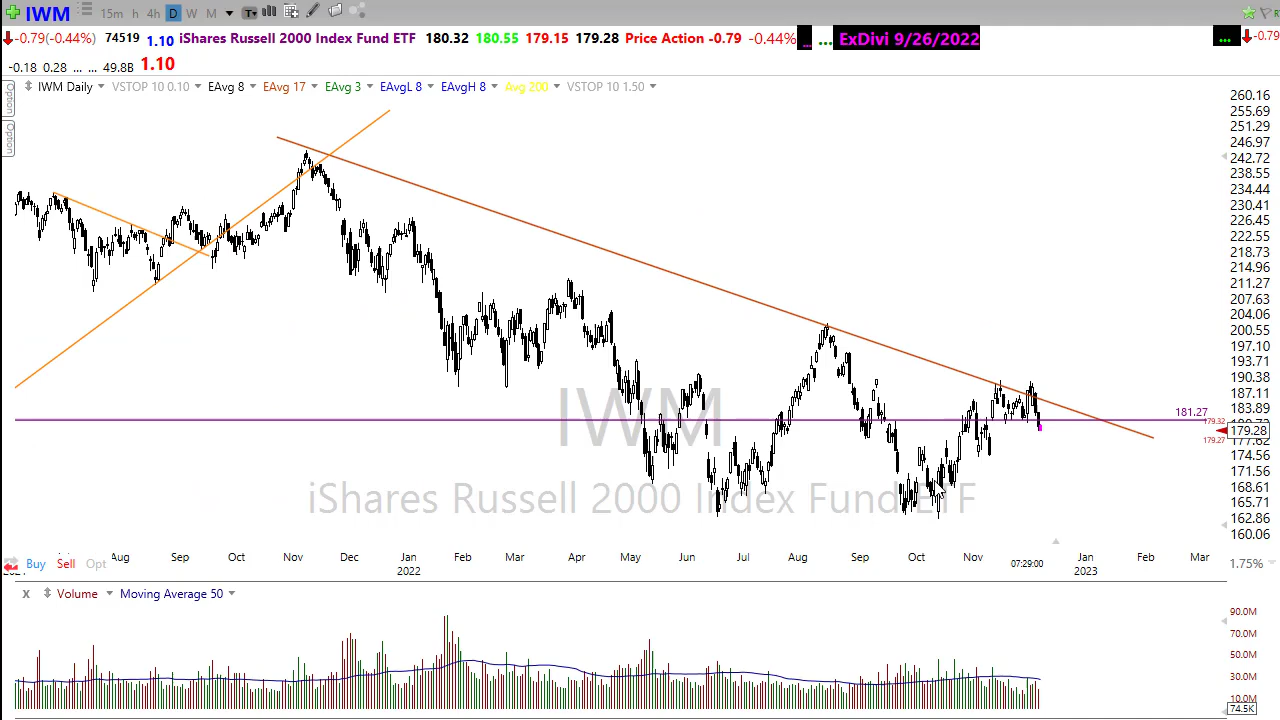 IWM 15m h 4h D W M T
-0.79(-0.44%) 74519 1.10 iShares Russell 2000 Index Fund ETF 180.32 180.55 179.15 179.28 Price Action -0.79 -0.44% ... ... ExDivi 9/26/2022 ... -0.79
-0.18 0.28 ... ... 49.8B 1.10
Option
Option
IWM Daily VSTOP 10 0.10 EAvg 8 EAvg 17 EAvg 3 EAvgL 8 EAvgH 8 Avg 200 VSTOP 10 1.50
260.16
255.69
251.29
246.97
242.72
238.55
234.44
230.41
226.45
222.55
218.73
214.96
211.27
207.63
204.06
200.55
197.10
193.71
190.38
187.11
183.89
181.27
179.32
179.28
179.27
177.62
174.56
171.56
168.61
165.71
162.86
160.06
IWM
iShares Russell 2000 Index Fund ETF
Aug Sep Oct Nov Dec Jan Feb Mar Apr May Jun Jul Aug Sep Oct Nov 07:29:00 Jan Feb Mar
2022 2023
Buy Sell Opt 1.75%
x Volume Moving Average 50
90.0M
70.0M
50.0M
30.0M
10.0M
74.5K